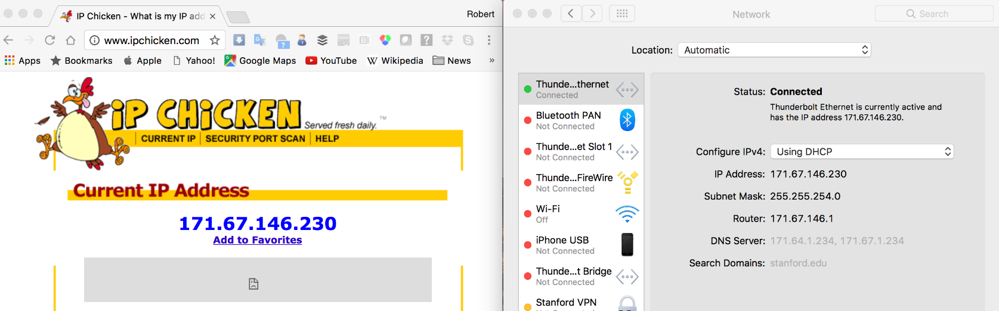 IP Chicken - What is my IP add
Robert
www.ipchicken.com
Apps Bookmarks Apple Yahoo! Google Maps YouTube Wikipedia News »
iP CHiCKEN Served fresh daily. ™
CURRENT IP | SECURITY PORT SCAN | HELP
Current IP Address
171.67.146.230
Add to Favorites
Network
Search
Location: Automatic
Thunde...thernet
Connected
Bluetooth PAN
Not Connected
Thunde...et Slot 1
Not Connected
Thunde...FireWire
Not Connected
Wi-Fi
Off
iPhone USB
Not Connected
Thunde...t Bridge
Not Connected
Stanford VPN
Status: Connected
Thunderbolt Ethernet is currently active and
has the IP address 171.67.146.230.
Configure IPv4: Using DHCP
IP Address: 171.67.146.230
Subnet Mask: 255.255.254.0
Router: 171.67.146.1
DNS Server: 171.64.1.234, 171.67.1.234
Search Domains: stanford.edu